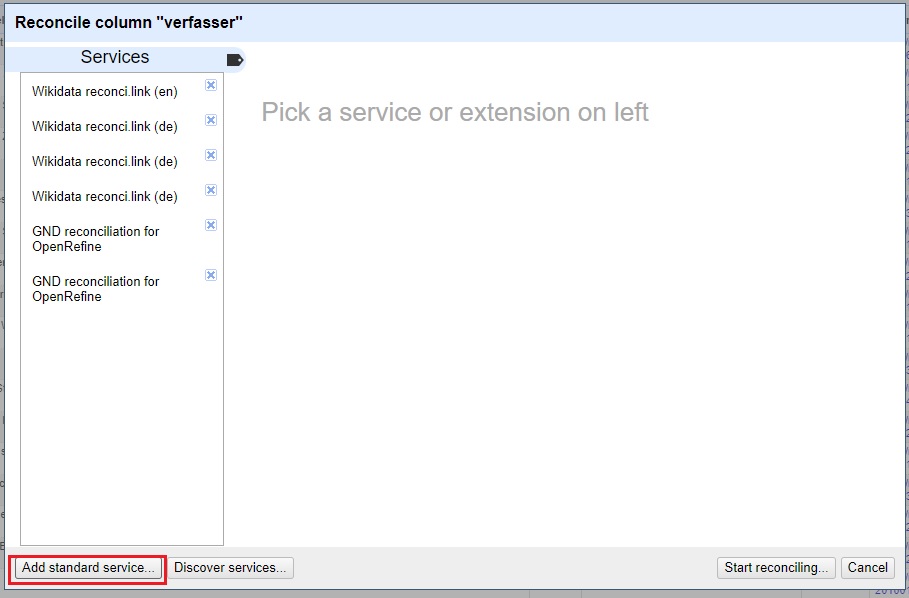 Reconcile column "verfasser"
Services
Wikidata reconci.link (en)
Wikidata reconci.link (de)
Wikidata reconci.link (de)
Wikidata reconci.link (de)
GND reconciliation for
OpenRefine
GND reconciliation for
OpenRefine
Pick a service or extension on left
Add standard service...
Discover services...
Start reconciling...
Cancel